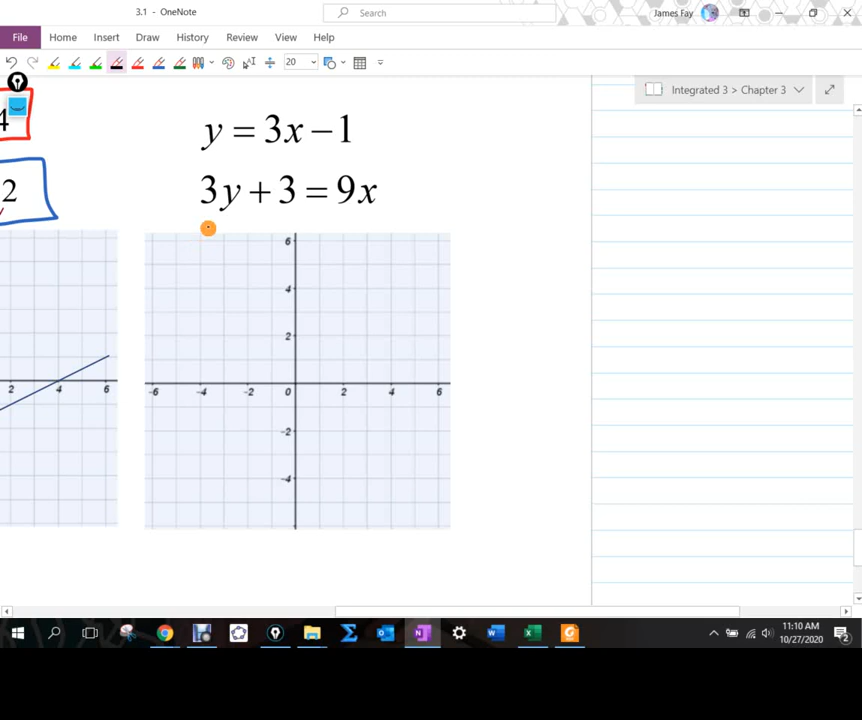 3.1 - OneNote
Search
James Fay
File Home Insert Draw History Review View Help
20
Integrated 3 > Chapter 3
4
2
y = 3x − 1
3y + 3 = 9x
2 4 6
6
4
2
-6 -4 -2 0 2 4 6
-2
-4
11:10 AM
10/27/2020
2